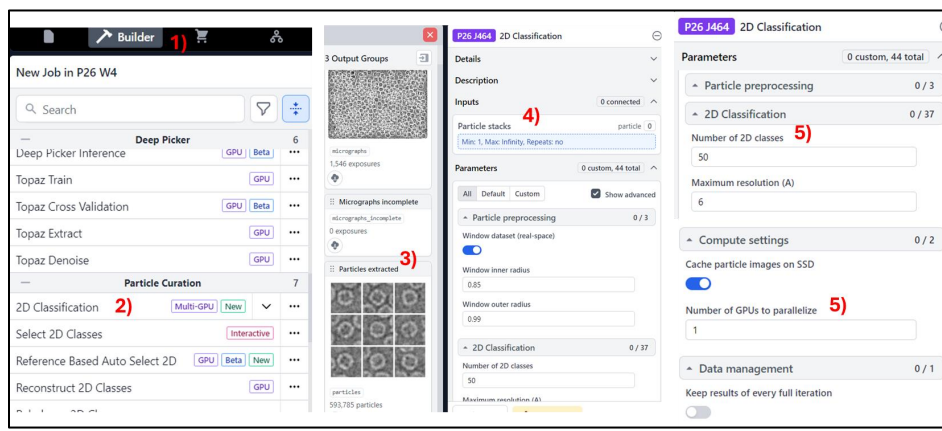 Builder
1)
New Job in P26 W4
Search
Deep Picker 6
Deep Picker Inference GPU Beta
Topaz Train GPU
Topaz Cross Validation GPU Beta
Topaz Extract GPU
Topaz Denoise GPU
Particle Curation 7
2D Classification 2) Multi-GPU New
Select 2D Classes Interactive
Reference Based Auto Select 2D GPU Beta New
Reconstruct 2D Classes GPU
3 Output Groups
micrographs
1,546 exposures
Micrographs incomplete
micrographs_incomplete
0 exposures
3)
Particles extracted
particles
593,785 particles
P26 J464 2D Classification
Details
Description
Inputs 0 connected
4)
Particle stacks particle 0
Min: 1, Max: Infinity, Repeats: no
Parameters 0 custom, 44 total
All Default Custom Show advanced
Particle preprocessing 0 / 3
Window dataset (real-space)
Window inner radius
0.85
Window outer radius
0.99
2D Classification 0 / 37
Number of 2D classes
50
Maximum resolution (A)
P26 J464 2D Classification
Parameters 0 custom, 44 total
Particle preprocessing 0 / 3
2D Classification 0 / 37
Number of 2D classes 5)
50
Maximum resolution (A)
6
Compute settings 0 / 2
Cache particle images on SSD
Number of GPUs to parallelize 5)
1
Data management 0 / 1
Keep results of every full iteration